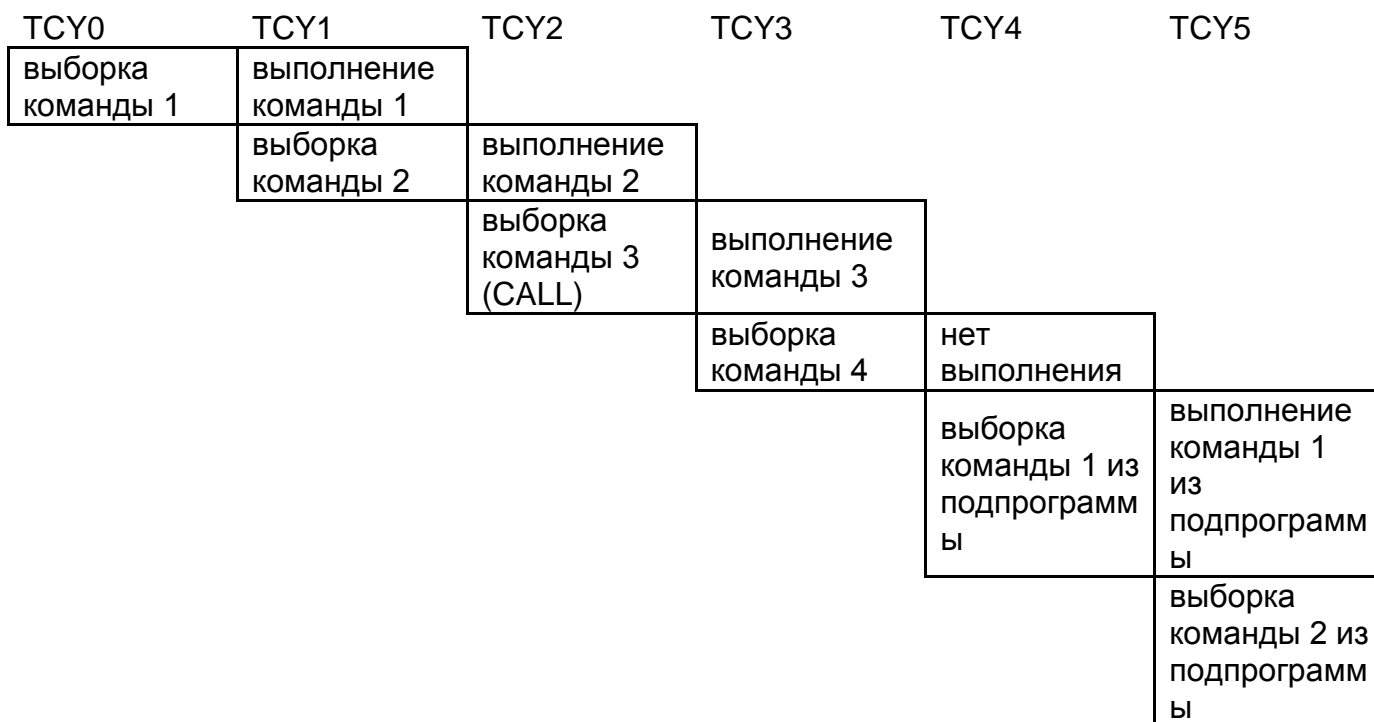 TCY0 TCY1 TCY2 TCY3 TCY4 TCY5
выборка
команды 1
выполнение
команды 1
выборка
команды 2
выполнение
команды 2
выборка
команды 3
(CALL)
выполнение
команды 3
выборка
команды 4
нет
выполнения
выборка
команды 1 из
подпрограмм
ы
выполнение
команды 1
из
подпрограмм
ы
выборка
команды 2 из
подпрограмм
ы